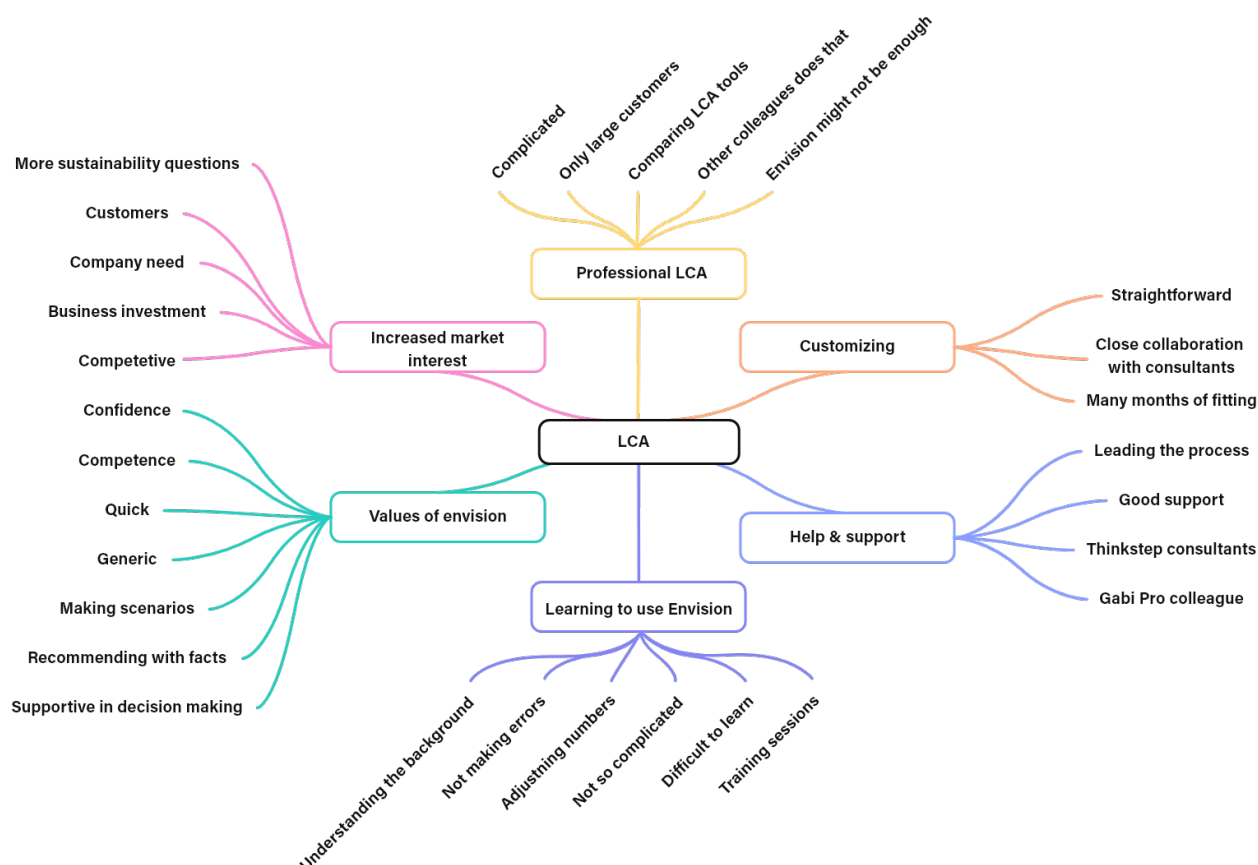 Complicated
Only large customers
Comparing LCA tools
Other colleagues does that
Envision might not be enough
Professional LCA
More sustainability questions
Customers
Company need
Business investment
Competetive
Increased market
interest
Customizing
Straightforward
Close collaboration
with consultants
Many months of fitting
LCA
Confidence
Competence
Quick
Generic
Making scenarios
Recommending with facts
Supportive in decision making
Values of envision
Help & support
Leading the process
Good support
Thinkstep consultants
Gabi Pro colleague
Learning to use Envision
Understanding the background
Not making errors
Adjustning numbers
Not so complicated
Difficult to learn
Training sessions